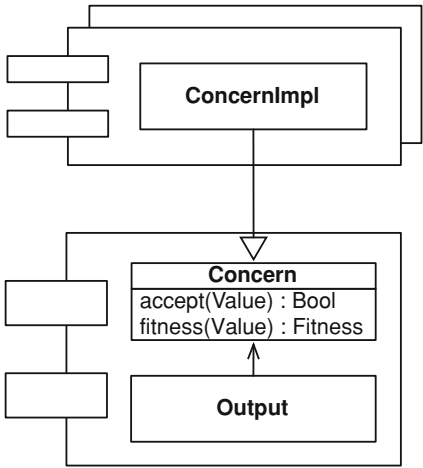 ConcernImpl
Concern
accept(Value) : Bool
fitness(Value) : Fitness
Output